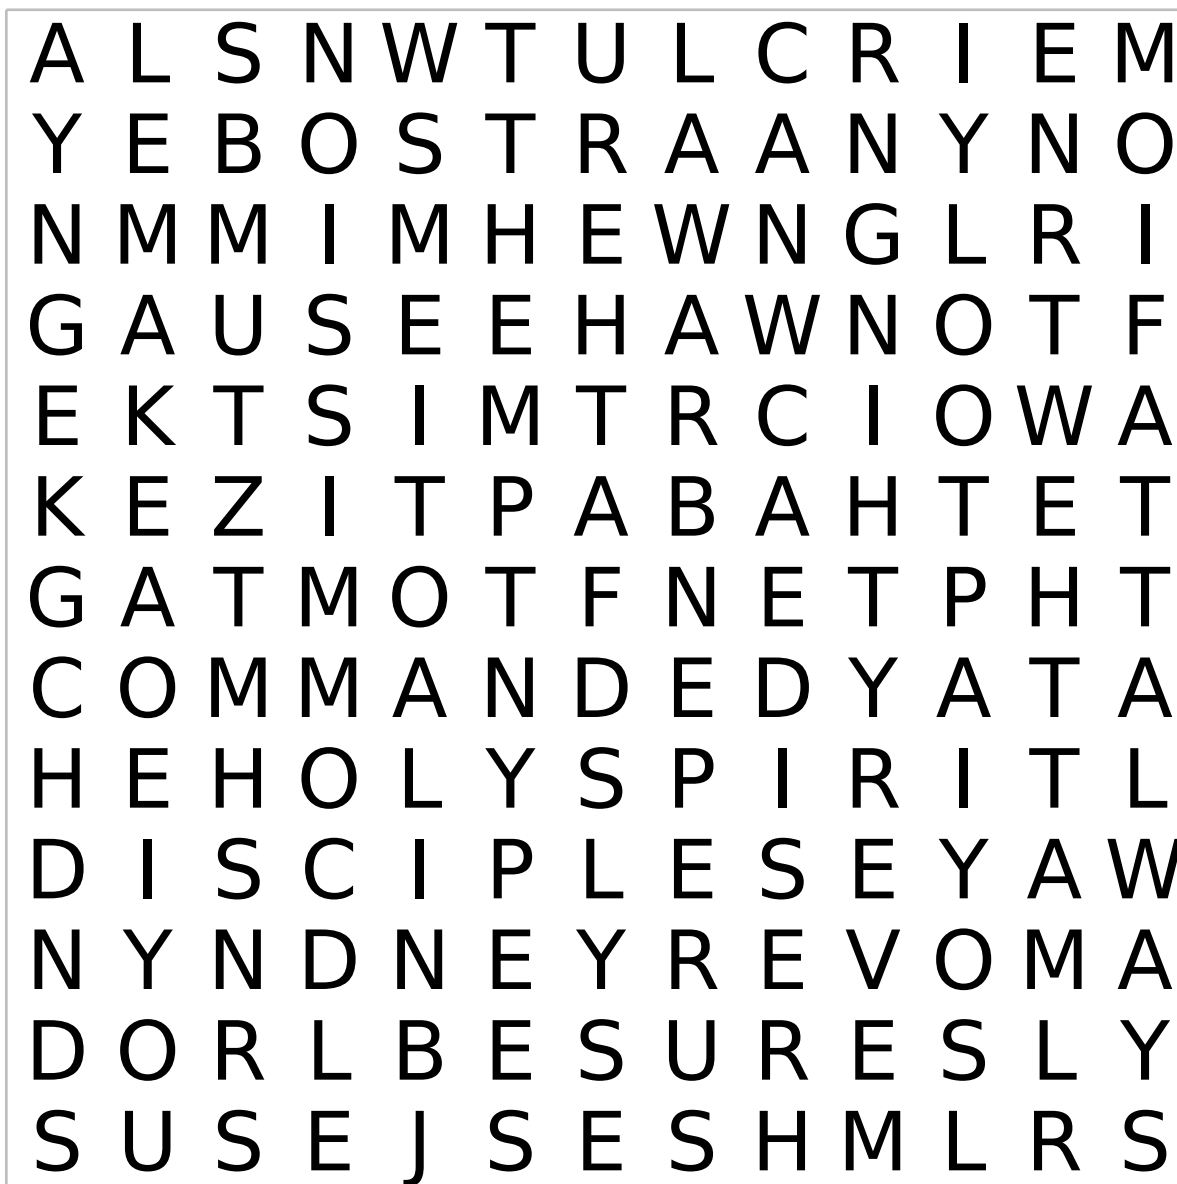 A L S N W T U L C R I E M
Y E B O S T R A A N Y N O
N M M I M H E W N G L R I
G A U S E E H A W N O T F
E K T S I M T R C I O W A
K E Z I T P A B A H T E T
G A T M O T F N E T P H T
C O M M A N D E D Y A T A
H E H O L Y S P I R I T L
D I S C I P L E S E Y A W
N Y N D N E Y R E V O M A
D O R L B E S U R E S L Y
S U S E J S E S H M L R S